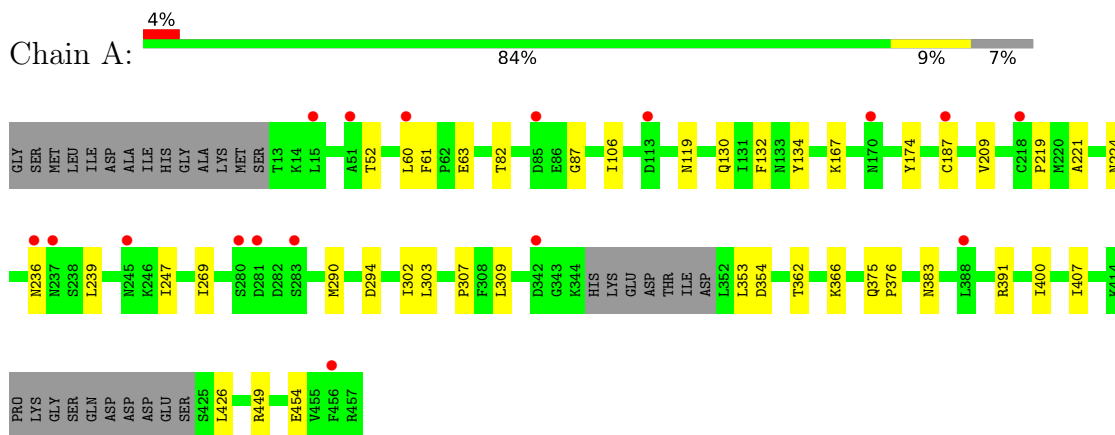 4%
Chain A:
84% 9% 7%
GLY SER MET LEU ILE ASP ALA ILE HIS GLY ALA LYS MET SER T13 K14 L15 A51 T52 L60 F61 P62 E63 T82 D85 E86 G87 I106 D113 N119 Q130 I131 F132 N133 Y134 K167 N170 Y174 C187 V209 C218 P219 M220 A221
N236 N237 S238 L239 N245 K246 I247 I269 S280 D281 D282 S283 M290 D294 I302 L303 P307 F308 L309 D342 G343 K344 HIS LYS GLU ASP THR ILE ASP L352 L353 D354 T362 K366 Q375 P376 N383 L388 R391 I400 I407
PRO LYS GLY SER GLN ASP ASP ASP GLU SER S425 L426 R449 E454 V455 F456 R457